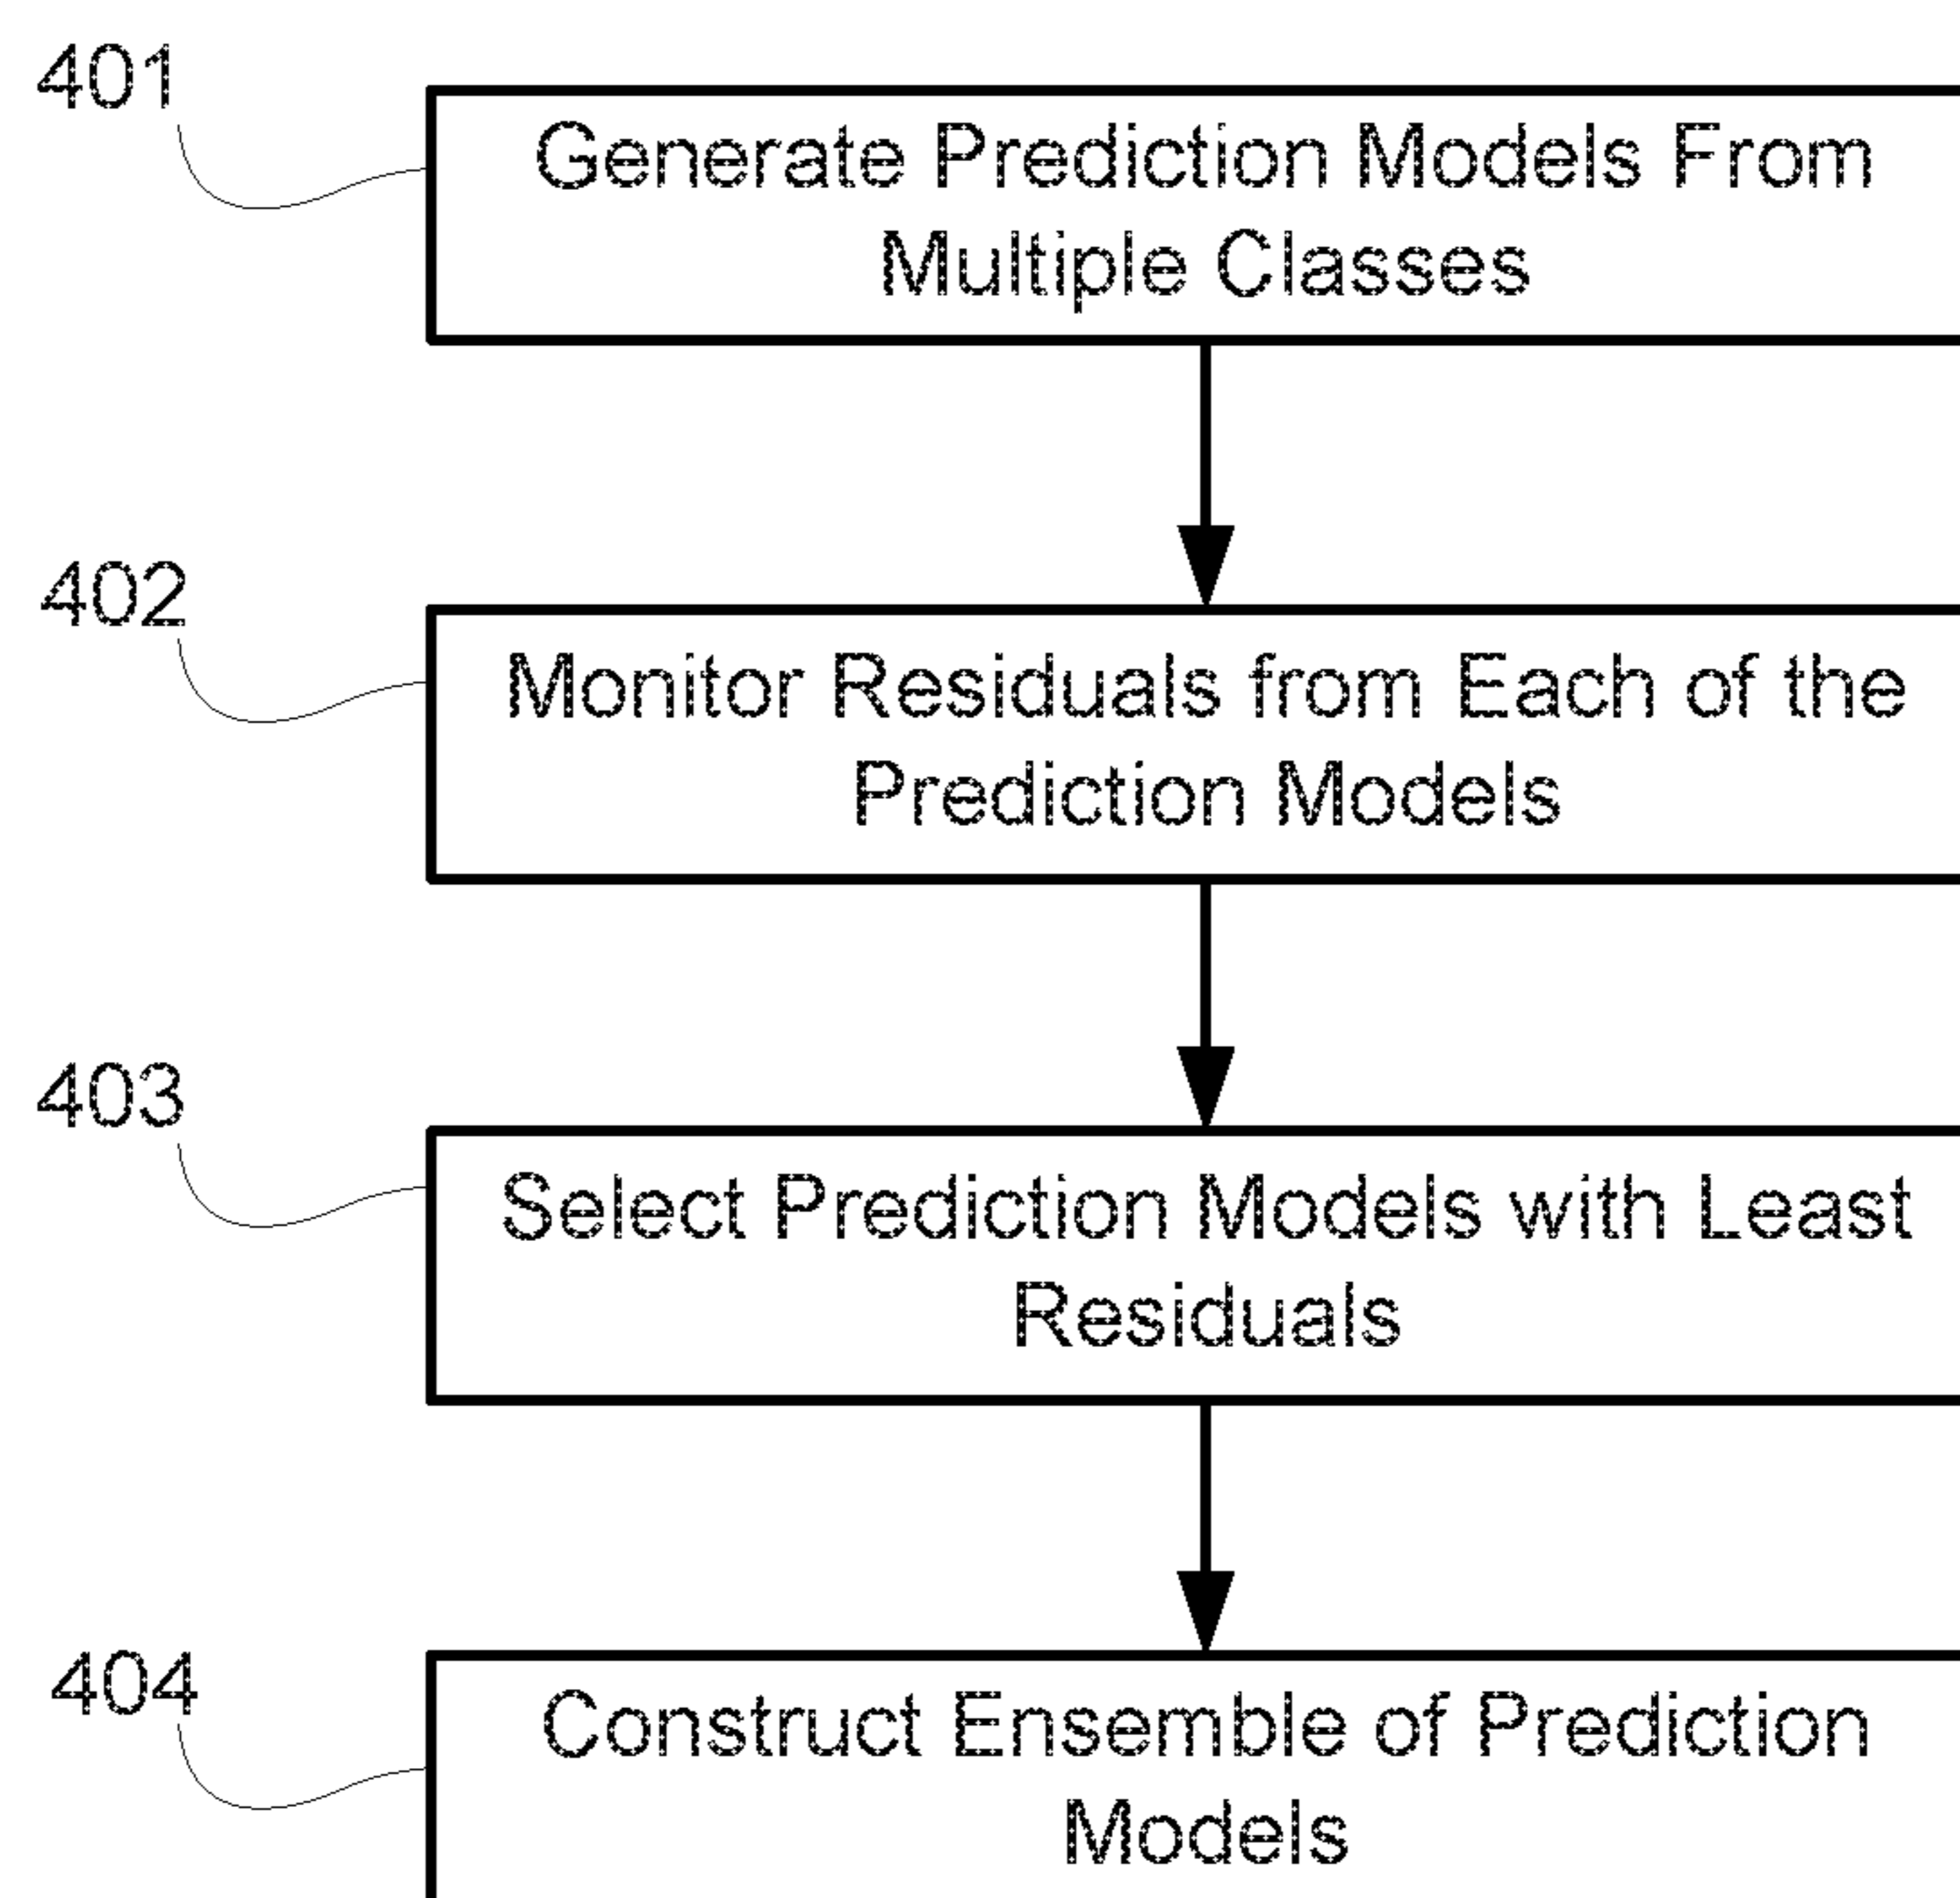 401
Generate Prediction Models From
Multiple Classes
402
Monitor Residuals from Each of the
Prediction Models
403
Select Prediction Models with Least
Residuals
404
Construct Ensemble of Prediction
Models